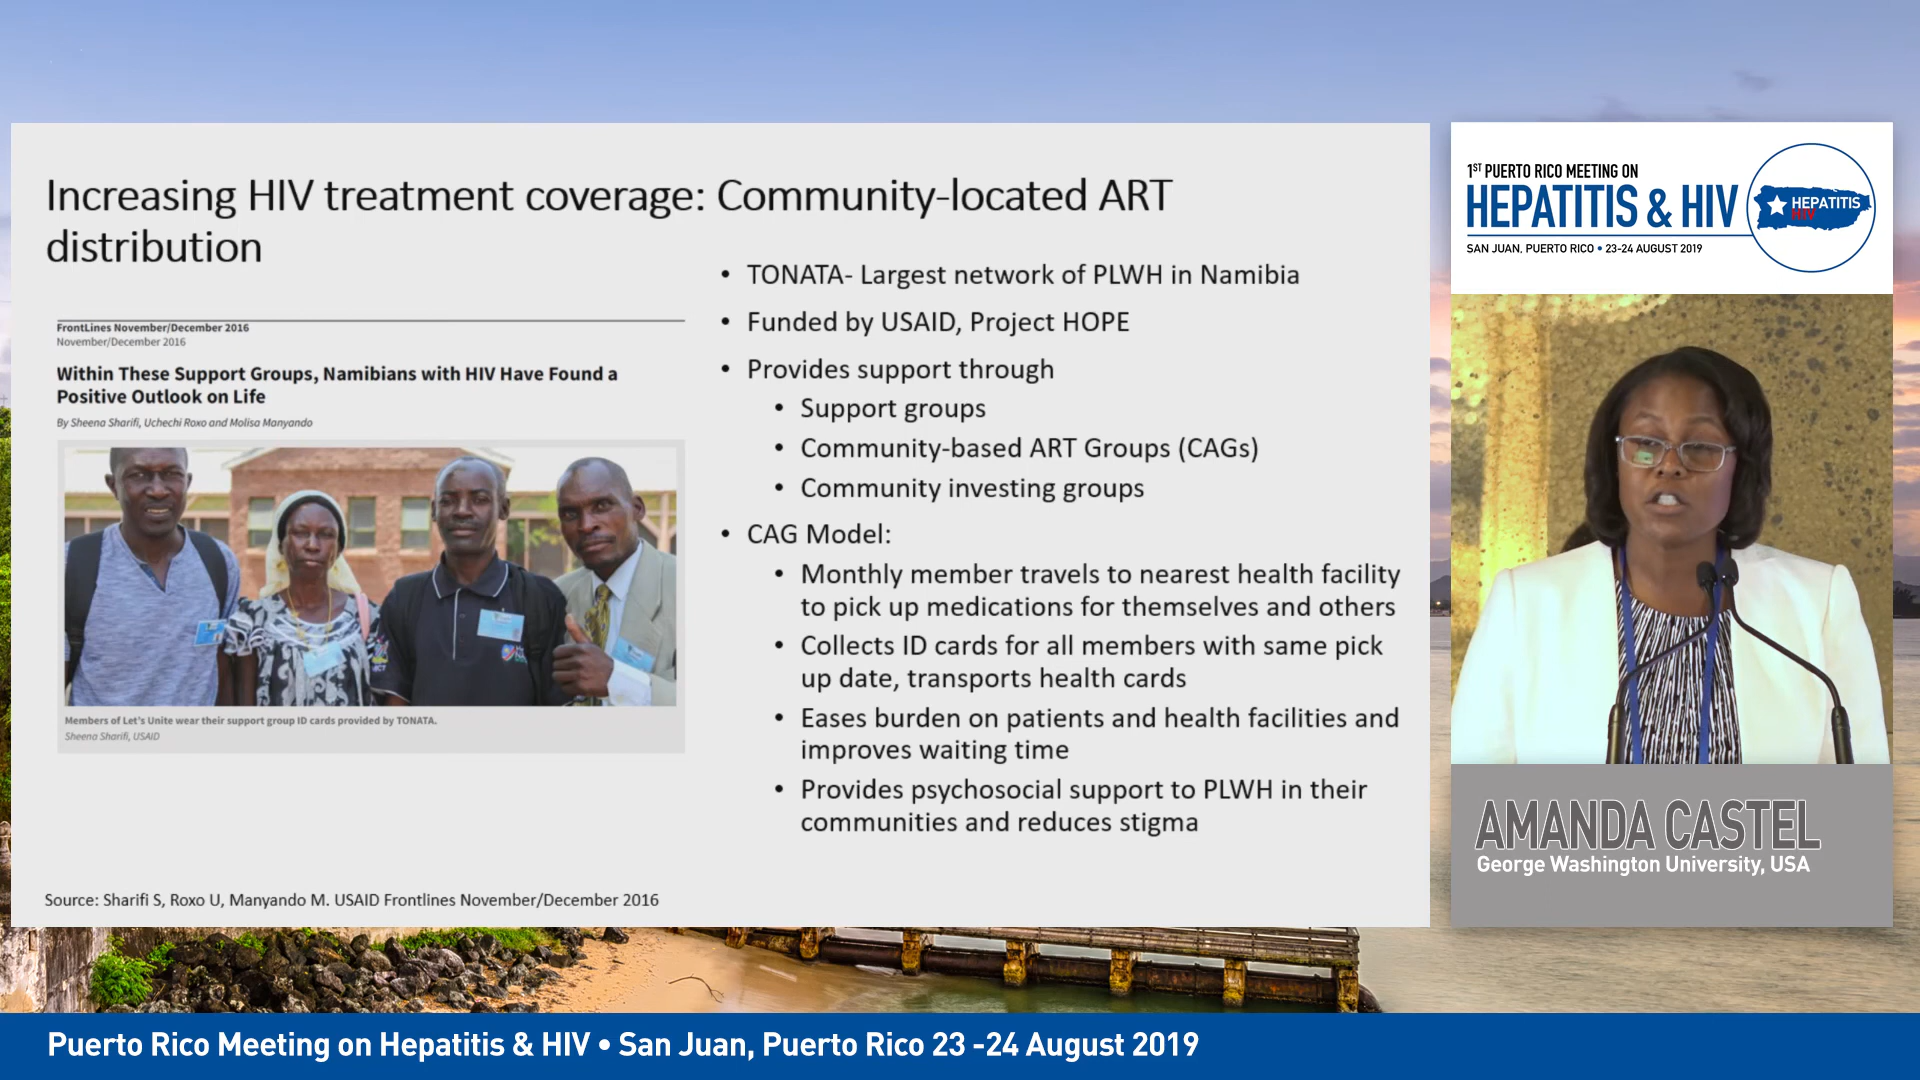 Increasing HIV treatment coverage: Community-located ART
distribution
FrontLines November/December 2016
November/December 2016
Within These Support Groups, Namibians with HIV Have Found a
Positive Outlook on Life
By Sheena Sharifi, Uchechi Roxo and Molisa Manyando
Members of Let's Unite wear their support group ID cards provided by TONATA.
Sheena Sharifi, USAID
• TONATA- Largest network of PLWH in Namibia
• Funded by USAID, Project HOPE
• Provides support through
• Support groups
• Community-based ART Groups (CAGs)
• Community investing groups
• CAG Model:
• Monthly member travels to nearest health facility
to pick up medications for themselves and others
• Collects ID cards for all members with same pick
up date, transports health cards
• Eases burden on patients and health facilities and
improves waiting time
• Provides psychosocial support to PLWH in their
communities and reduces stigma
Source: Sharifi S, Roxo U, Manyando M. USAID Frontlines November/December 2016
1ST PUERTO RICO MEETING ON
HEPATITIS & HIV
SAN JUAN, PUERTO RICO • 23-24 AUGUST 2019
HEPATITIS
HIV
AMANDA CASTEL
George Washington University, USA
Puerto Rico Meeting on Hepatitis & HIV • San Juan, Puerto Rico 23 -24 August 2019